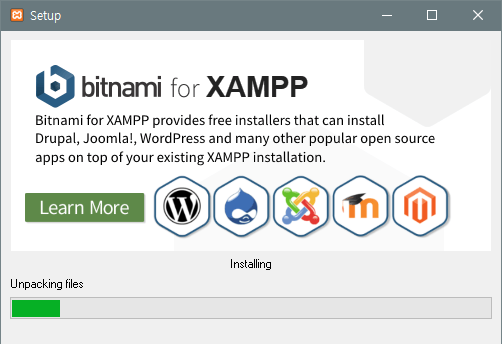 Setup
bitnami for XAMPP
Bitnami for XAMPP provides free installers that can install
Drupal, Joomla!, WordPress and many other popular open source
apps on top of your existing XAMPP installation.
Learn More
Installing
Unpacking files